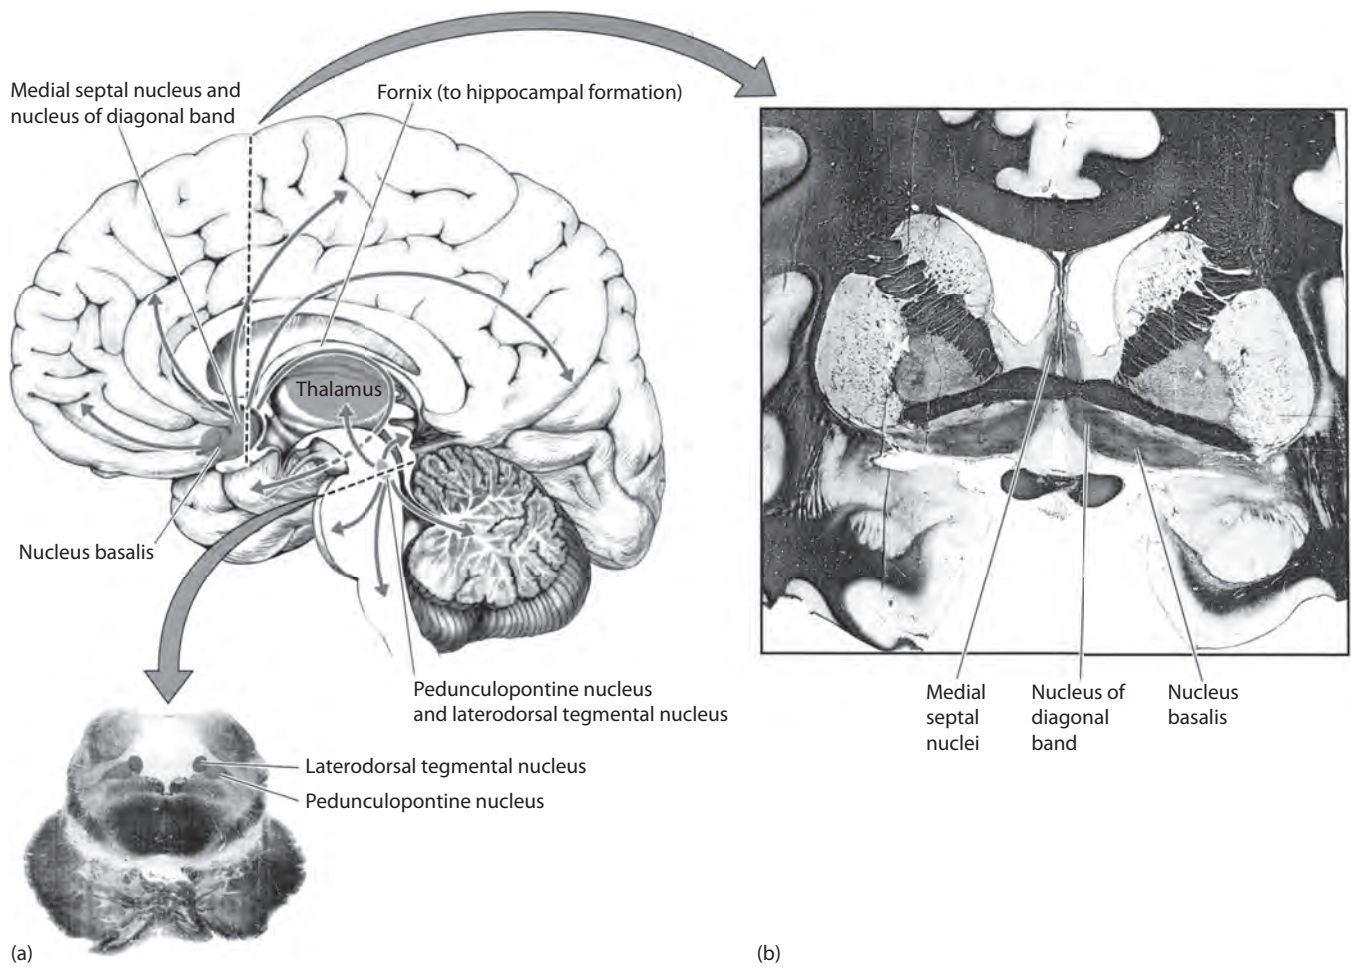 Medial septal nucleus and
nucleus of diagonal band
Fornix (to hippocampal formation)
Thalamus
Nucleus basalis
Pedunculopontine nucleus
and laterodorsal tegmental nucleus
Laterodorsal tegmental nucleus
Pedunculopontine nucleus
(a)
Medial
septal
nuclei
Nucleus of
diagonal
band
Nucleus
basalis
(b)